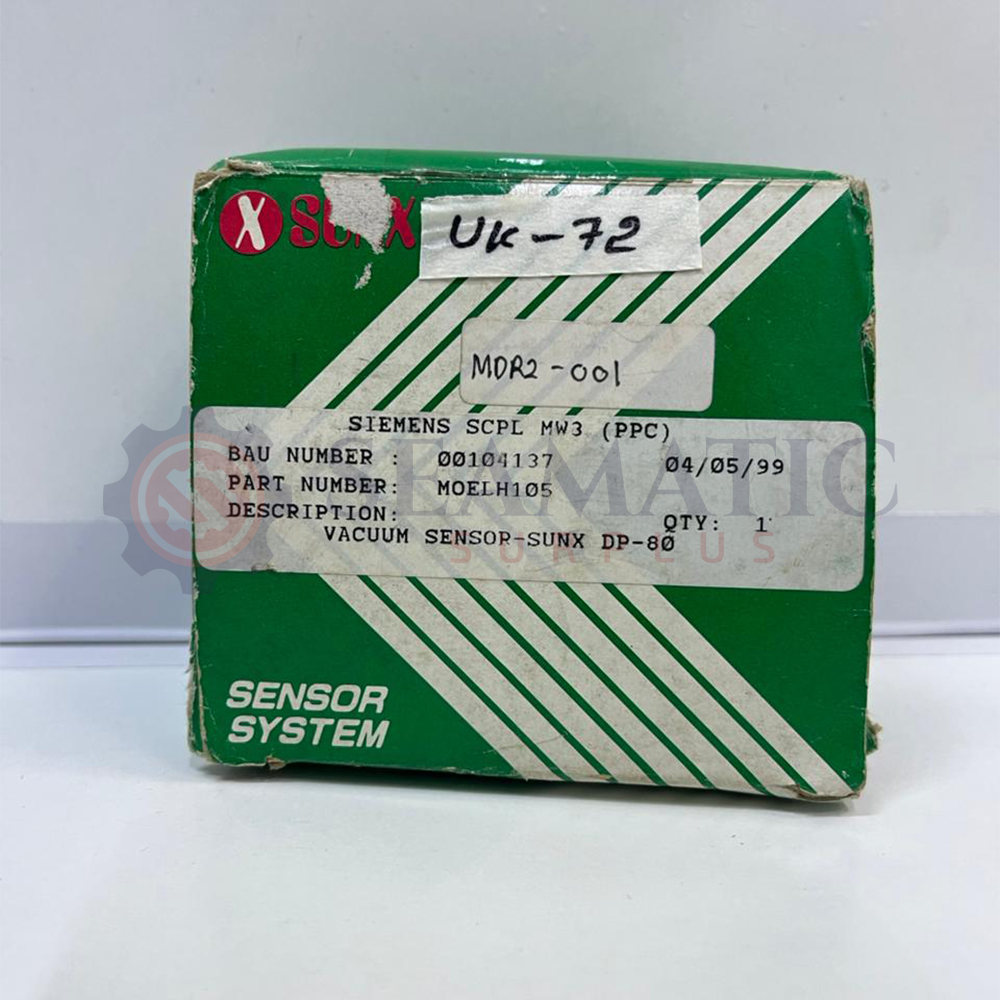 X SUNX
UK-72
MDR2-001
SIEMENS SCPL MW3 (PPC)
BAU NUMBER : 00104137 04/05/99
PART NUMBER: MOELH105
DESCRIPTION: QTY: 1
VACUUM SENSOR-SUNX DP-80
SEAMATIC
SURPLUS
SENSOR
SYSTEM